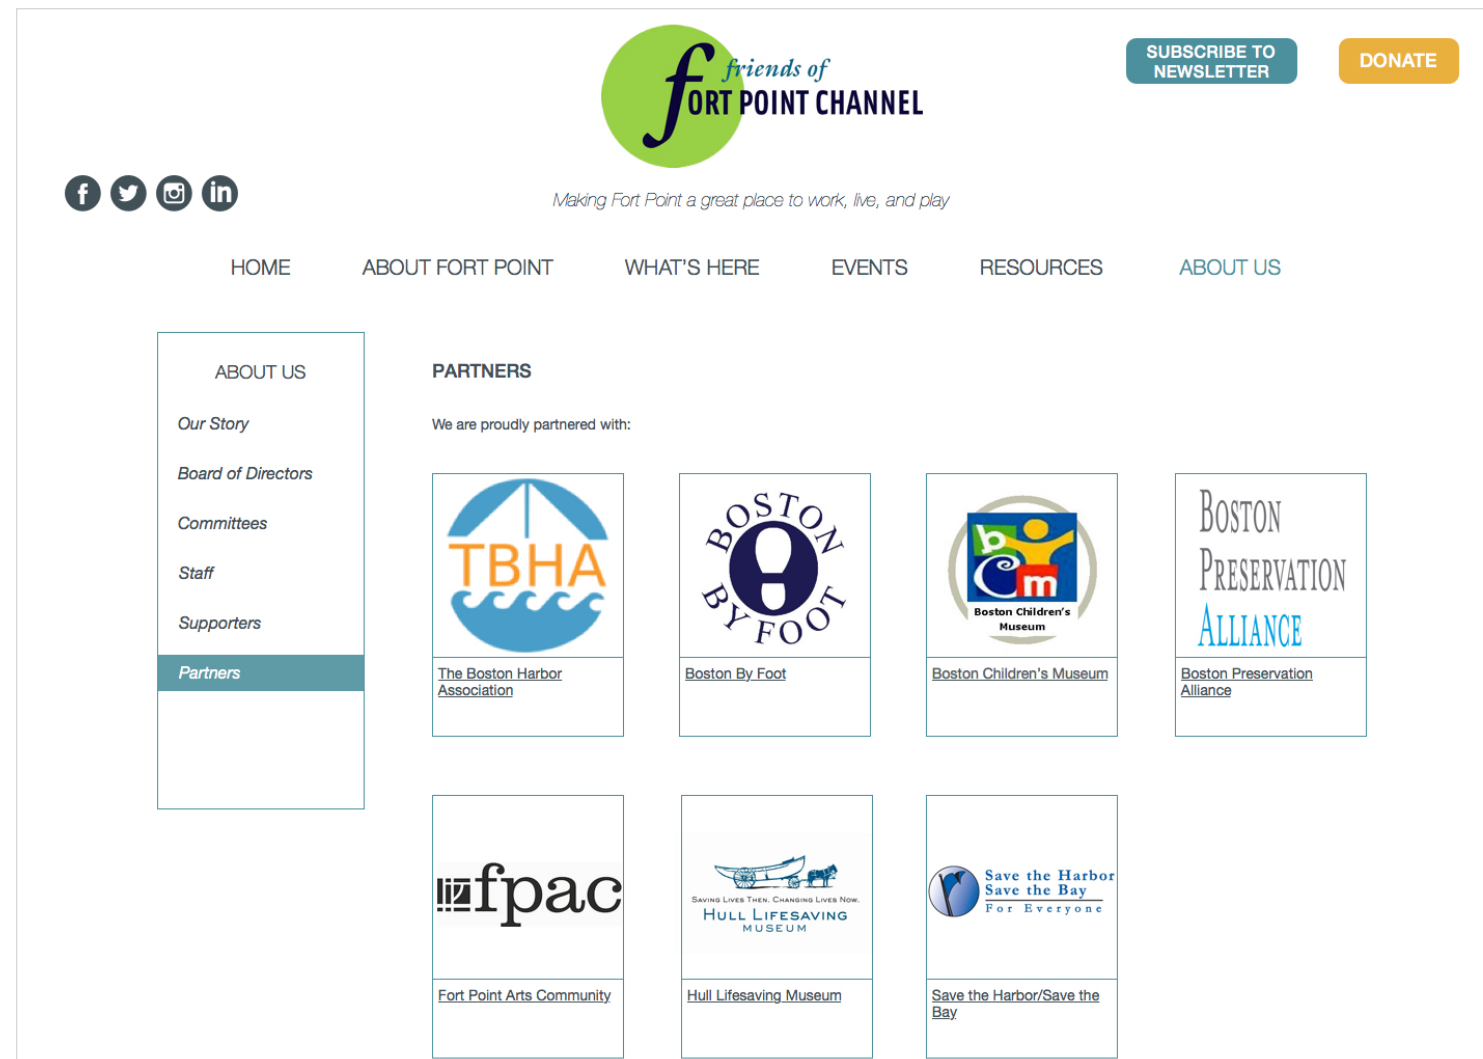 friends of
FORT POINT CHANNEL
SUBSCRIBE TO
NEWSLETTER
DONATE
f
in
Making Fort Point a great place to work, live, and play
HOME
ABOUT FORT POINT
WHAT'S HERE
EVENTS
RESOURCES
ABOUT US
ABOUT US
Our Story
Board of Directors
Committees
Staff
Supporters
Partners
PARTNERS
We are proudly partnered with:
TBHA
The Boston Harbor
Association
BOSTON
BY FOOT
Boston By Foot
bcm
Boston Children's
Museum
Boston Children's Museum
BOSTON
PRESERVATION
ALLIANCE
Boston Preservation
Alliance
fpac
Fort Point Arts Community
SAVING LIVES THEN. CHANGING LIVES NOW.
HULL LIFESAVING
MUSEUM
Hull Lifesaving Museum
Save the Harbor
Save the Bay
For Everyone
Save the Harbor/Save the
Bay